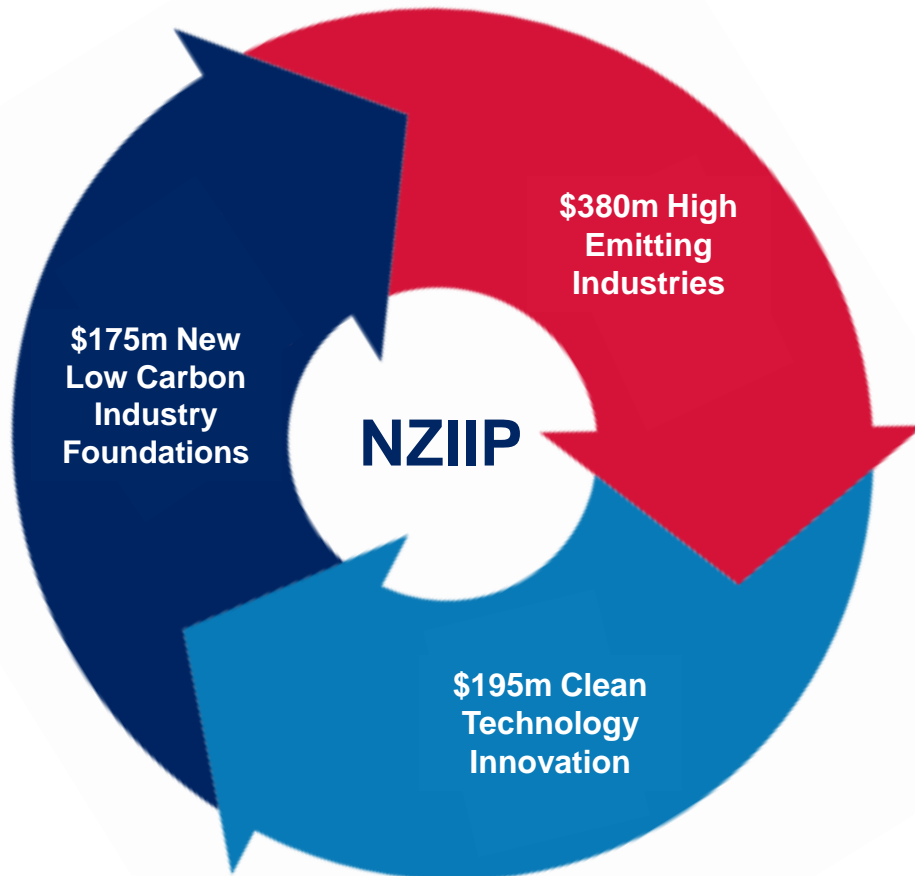 $380m High
Emitting
Industries
$175m New
Low Carbon
Industry
Foundations
NZIIP
$195m Clean
Technology
Innovation